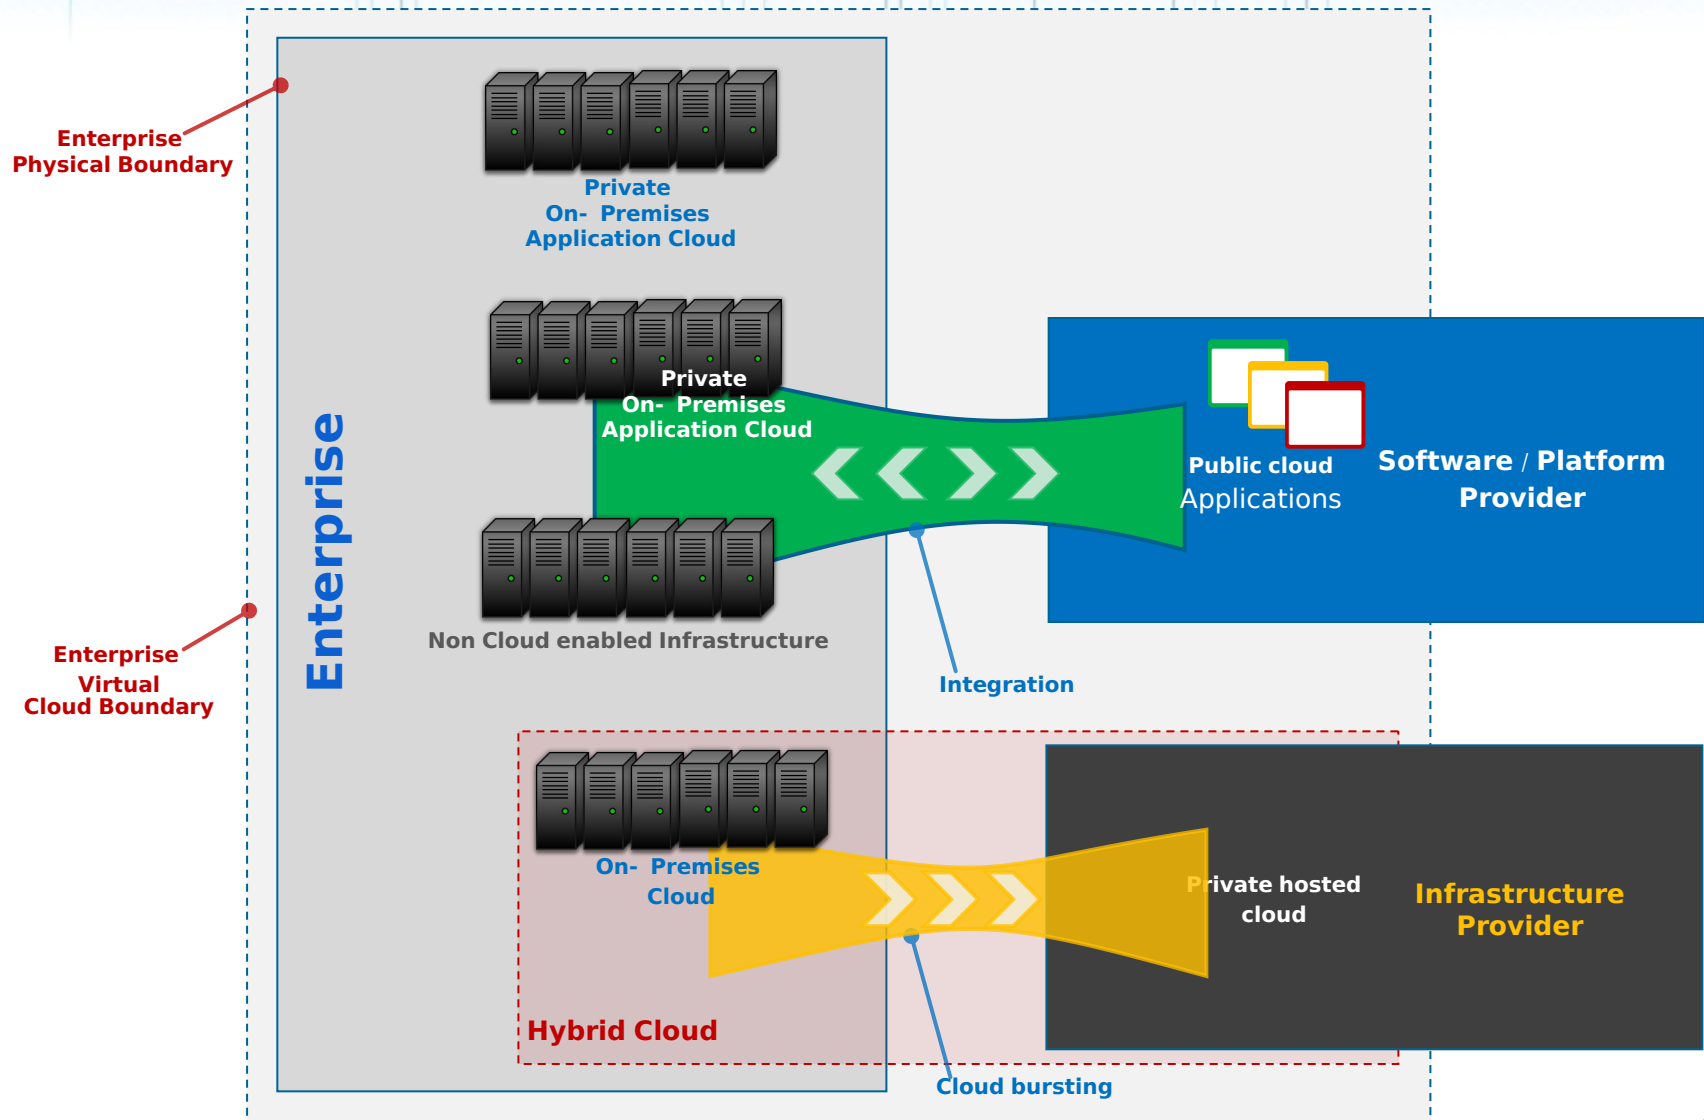 Enterprise
Physical Boundary
Private
On- Premises
Application Cloud
Private
On- Premises
Application Cloud
Enterprise
Public cloud
Applications
Software / Platform
Provider
Non Cloud enabled Infrastructure
Enterprise
Virtual
Cloud Boundary
Integration
On- Premises
Cloud
Private hosted
cloud
Infrastructure
Provider
Hybrid Cloud
Cloud bursting